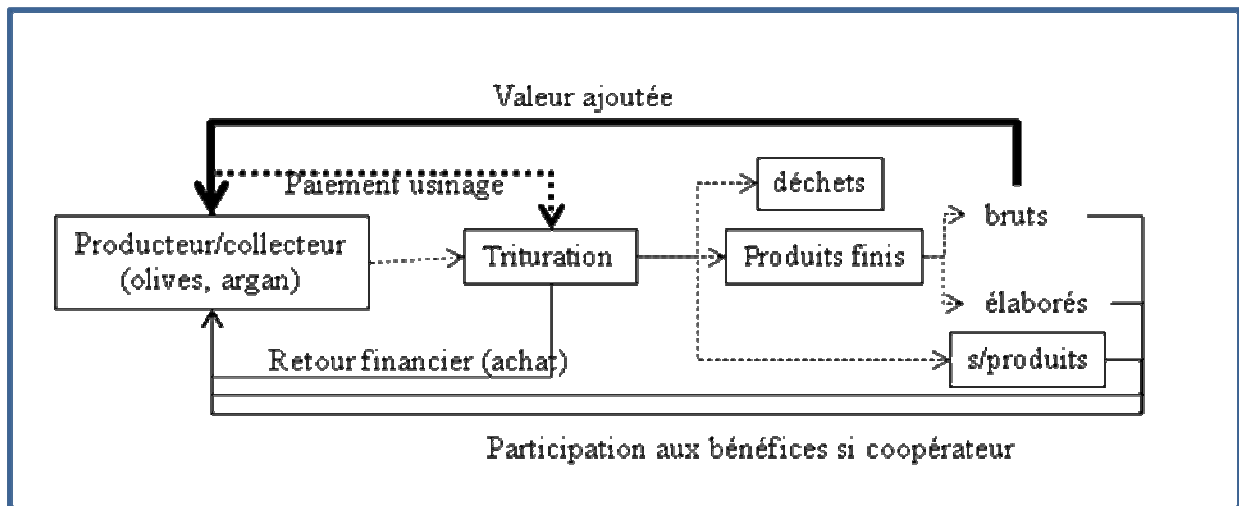 Valeur ajoutée
Paiement usinage
déchets
bruts
Producteur/collecteur
(olives, argan)
Trituration
Produits finis
élaborés
Retour financier (achat)
s/produits
Participation aux bénéfices si coopérateur